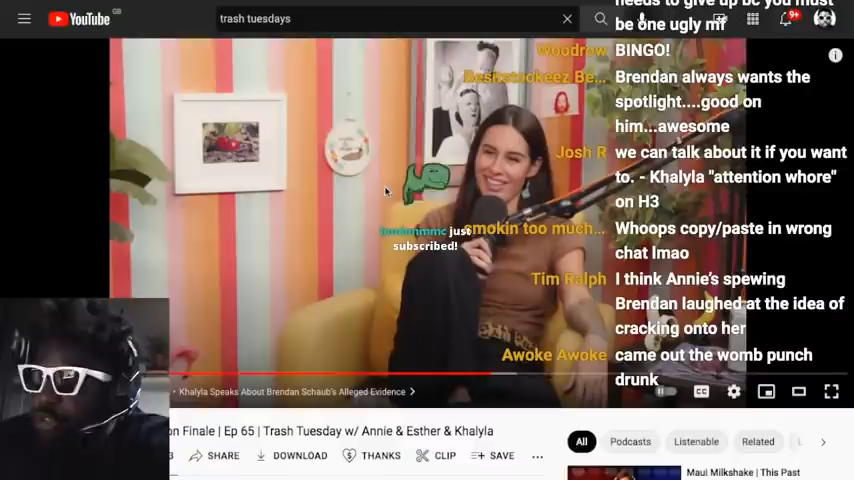 YouTube GB
trash tuesdays
9+
needs to give up bc you must
be one ugly mf
woodrow BINGO!
Brendan always wants the
spotlight....good on
him...awesome
Josh R we can talk about it if you want
to. - Khalyla "attention whore"
on H3
smokin too much... Whoops copy/paste in wrong
chat lmao
just
subscribed!
Tim Ralph I think Annie's spewing
Brendan laughed at the idea of
cracking onto her
Awoke Awoke came out the womb punch
drunk
• Khalyla Speaks About Brendan Schaub's Alleged Evidence
on Finale | Ep 65 | Trash Tuesday w/ Annie & Esther & Khalyla
3 SHARE DOWNLOAD THANKS CLIP SAVE ...
All Podcasts Listenable Related
Maui Milkshake | This Past